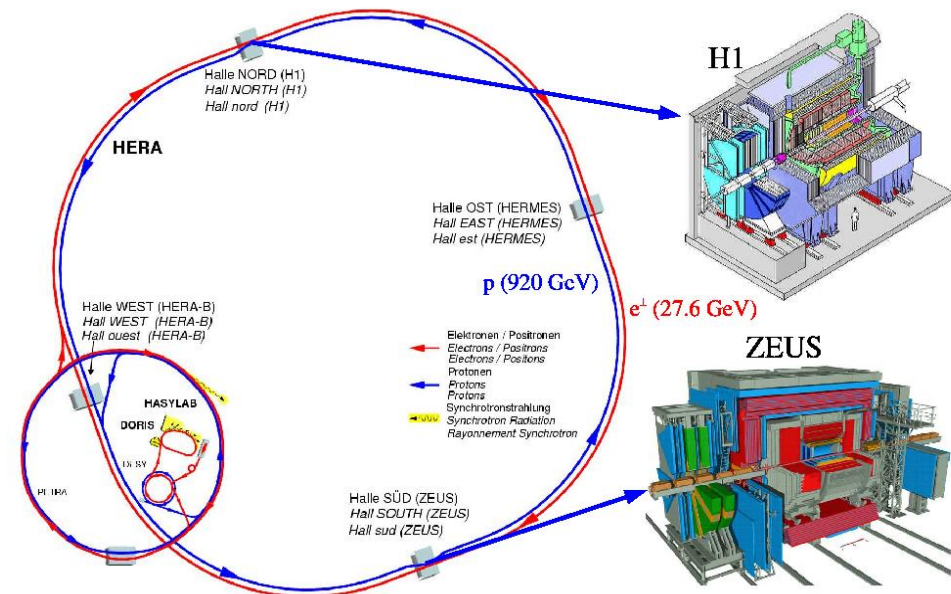 Halle NORD (H1)
Hall NORTH (H1)
Hall nord (H1)
H1
HERA
Halle OST (HERMES)
Hall EAST (HERMES)
Hall est (HERMES)
p (920 GeV)
e± (27.6 GeV)
Halle WEST (HERA-B)
Hall WEST (HERA-B)
Hall ouest (HERA-B)
Elektronen / Positronen
Electrons / Positrons
Electrons / Positons
Protonen
Protons
Protons
Synchrotronstrahlung
Synchrotron Radiation
Rayonnement Synchrotron
ZEUS
HASYLAB
DORIS
DESY
PETRA
Halle SÜD (ZEUS)
Hall SOUTH (ZEUS)
Hall sud (ZEUS)